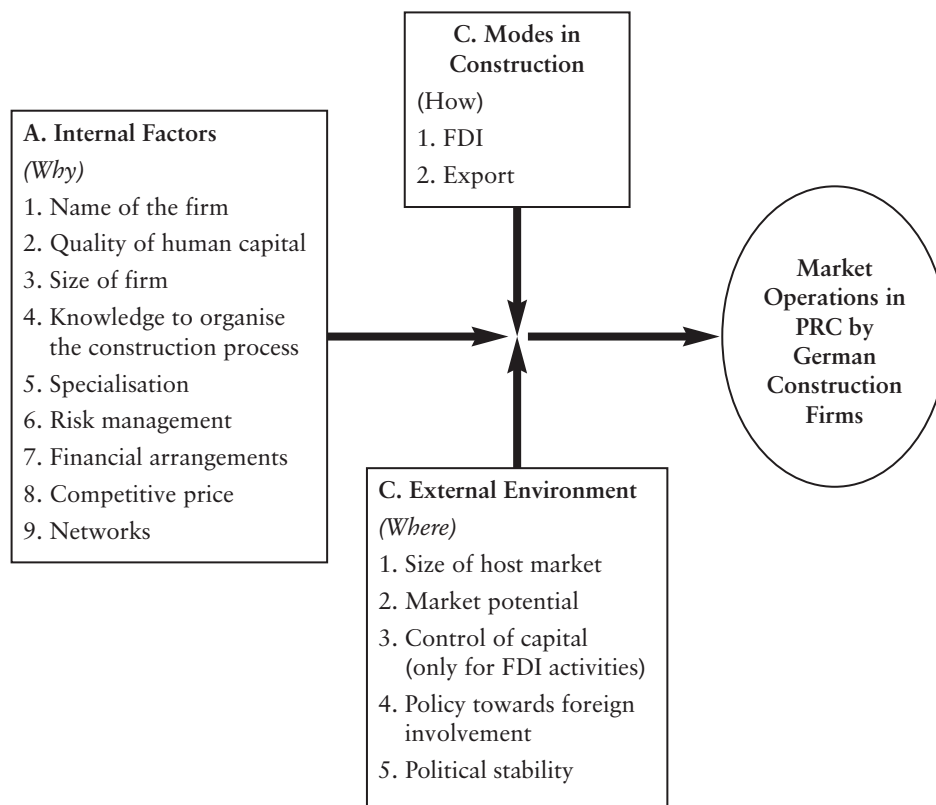 C. Modes in
Construction
(How)
1. FDI
2. Export
A. Internal Factors
(Why)
1. Name of the firm
2. Quality of human capital
3. Size of firm
4. Knowledge to organise
the construction process
5. Specialisation
6. Risk management
7. Financial arrangements
8. Competitive price
9. Networks
Market
Operations in
PRC by
German
Construction
Firms
C. External Environment
(Where)
1. Size of host market
2. Market potential
3. Control of capital
(only for FDI activities)
4. Policy towards foreign
involvement
5. Political stability